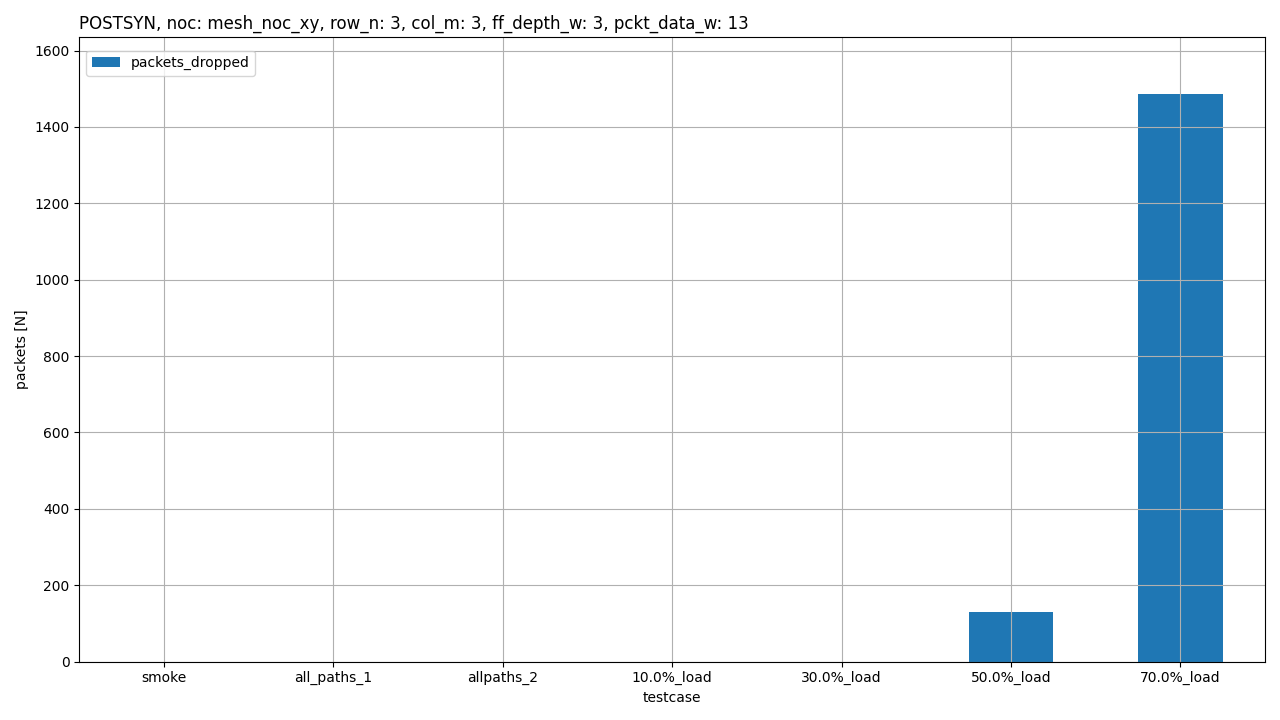 POSTSYN, noc: mesh_noc_xy, row_n: 3, col_m: 3, ff_depth_w: 3, pckt_data_w: 13
packets_dropped
packets [N]
1600
1400
1200
1000
800
600
400
200
0
smoke all_paths_1 allpaths_2 10.0%_load 30.0%_load 50.0%_load 70.0%_load
testcase